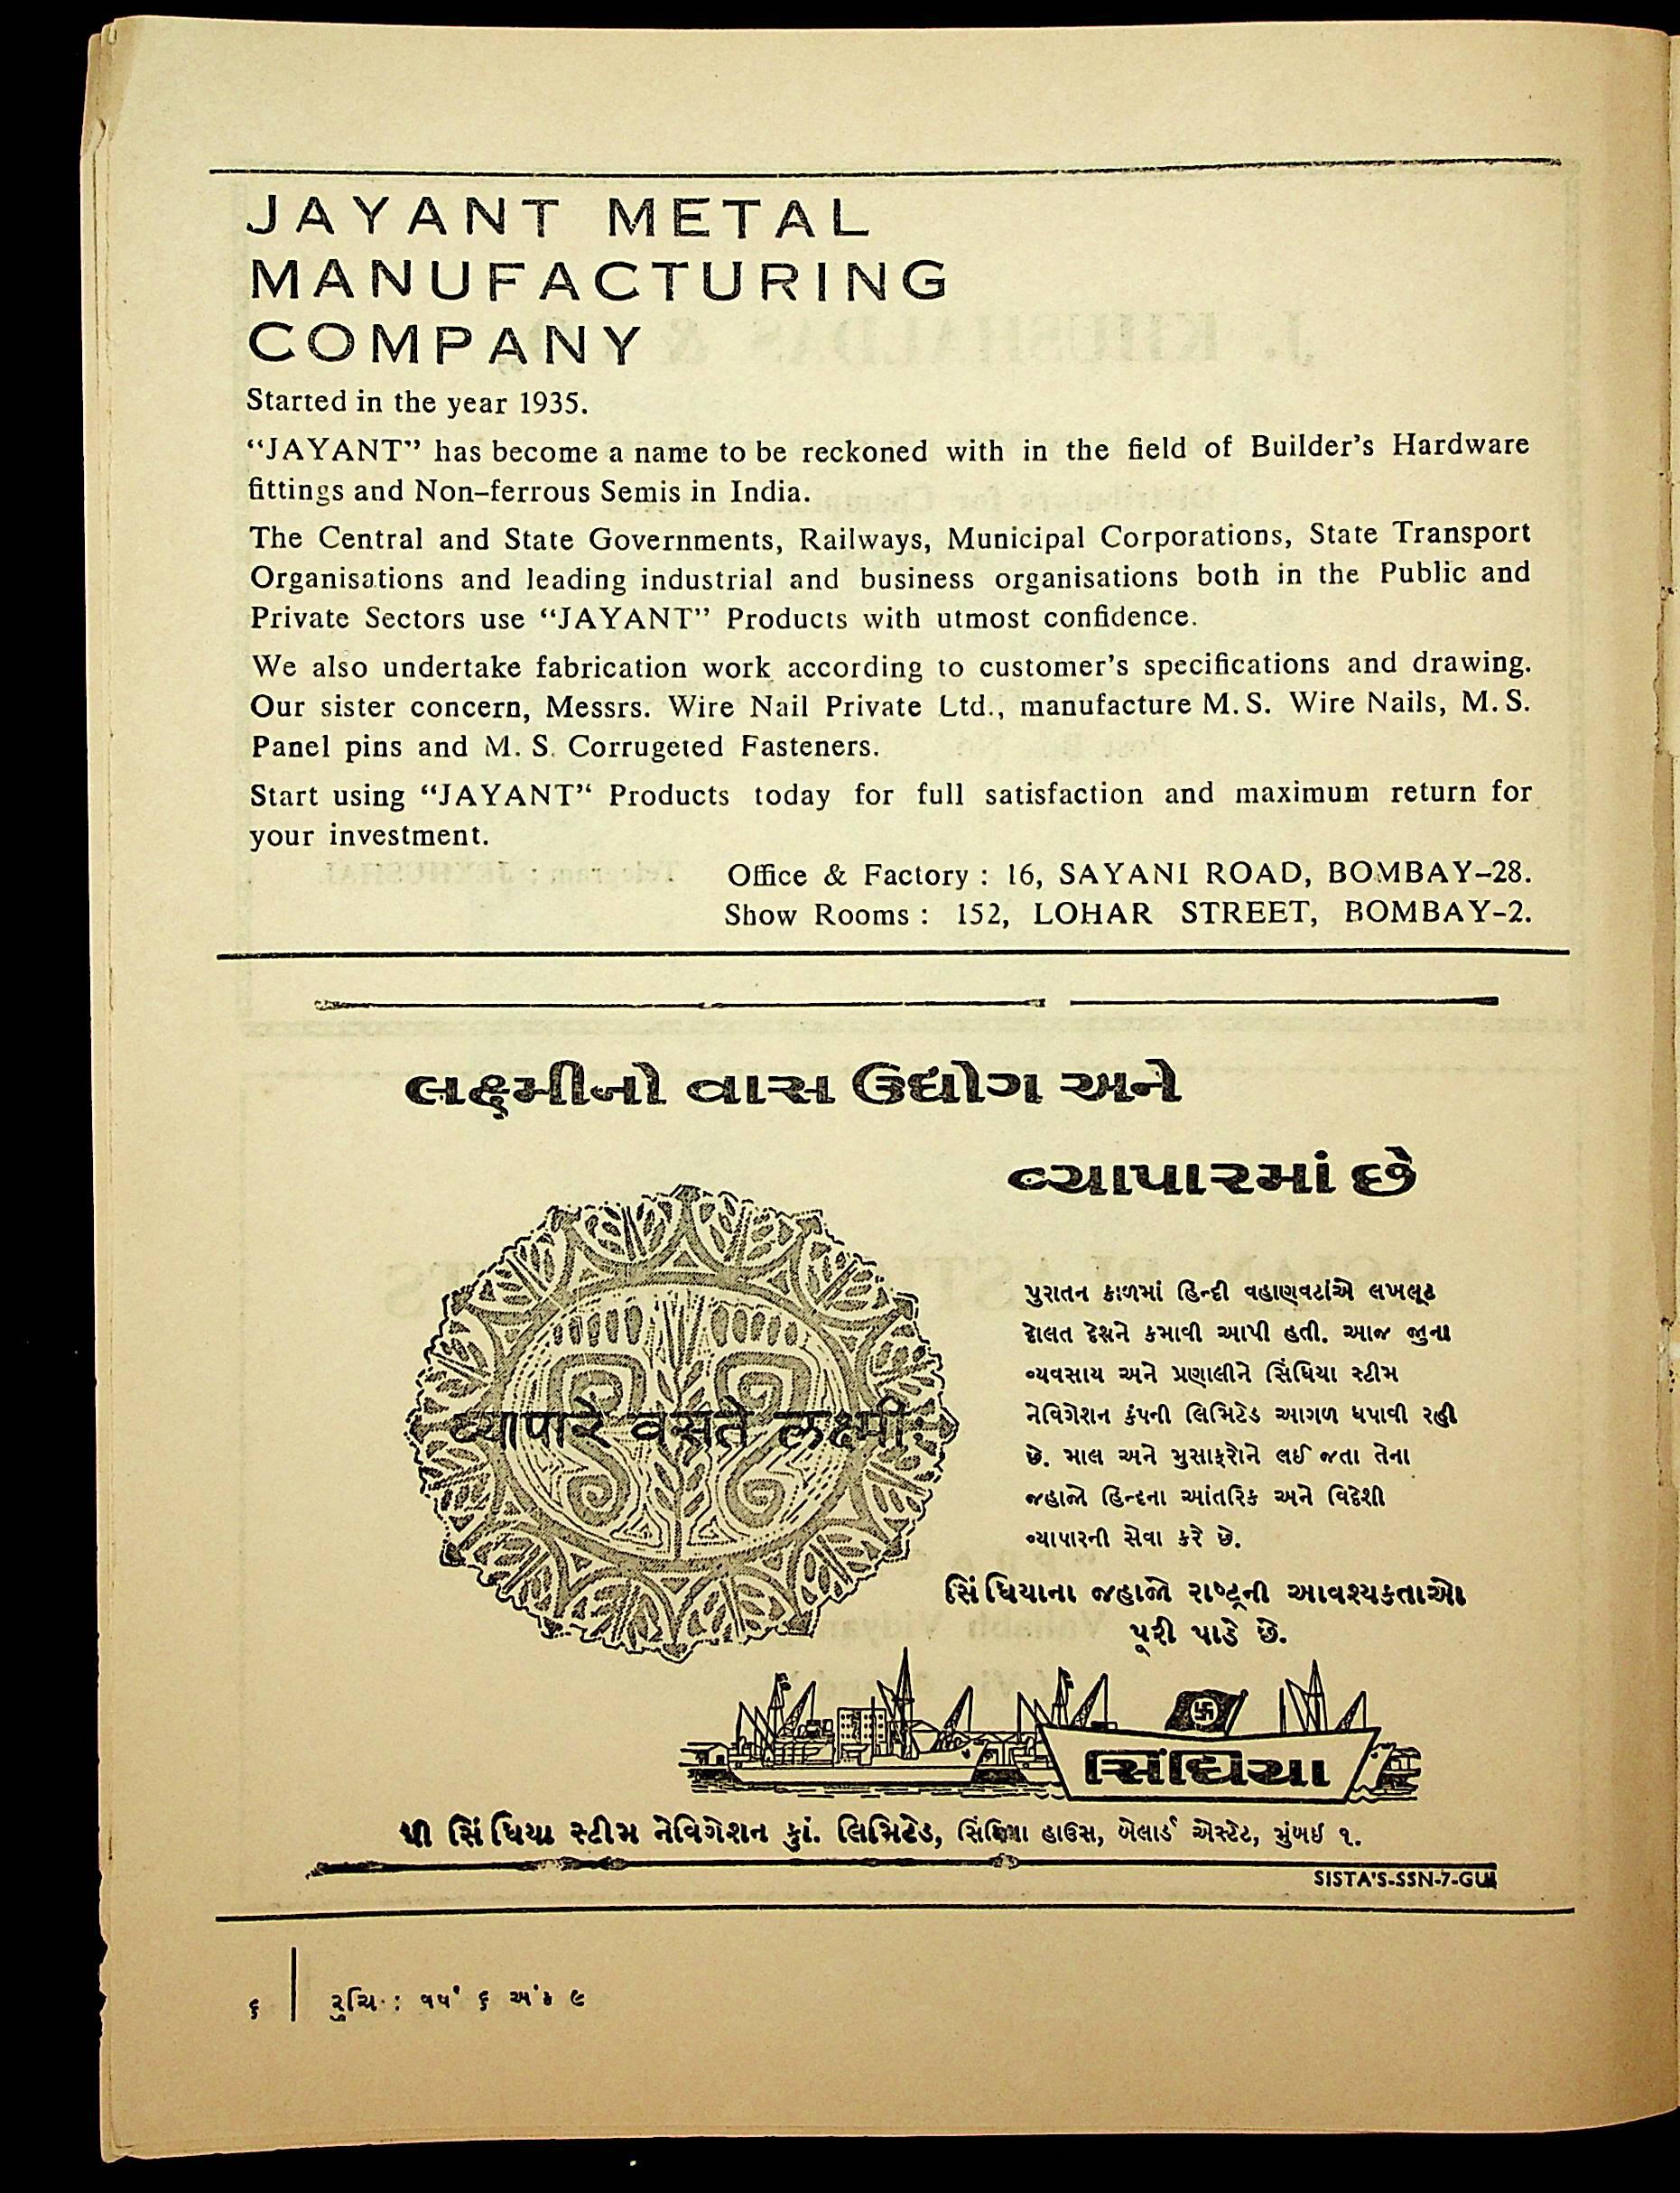 JAYANT METAL
MANUFACTURING
COMPANY
Started in the year 1935.
“JAYANT” has become a name to be reckoned with in the field of Builder’s Hardware
fittings and Non–ferrous Semis in India.
The Central and State Governments, Railways, Municipal Corporations, State Transport
Organisations and leading industrial and business organisations both in the Public and
Private Sectors use “JAYANT” Products with utmost confidence.
We also undertake fabrication work according to customer’s specifications and drawing.
Our sister concern, Messrs. Wire Nail Private Ltd., manufacture M. S. Wire Nails, M. S.
Panel pins and M. S. Corrugeted Fasteners.
Start using “JAYANT“ Products today for full satisfaction and maximum return for
your investment.
Office & Factory : 16, SAYANI ROAD, BOMBAY–28.
Show Rooms : 152, LOHAR STREET, BOMBAY–2.
લક્ષ્મીનો વાસ ઉદ્યોગ અને
વ્યાપારમાં છે
व्यापारे वसते लक्ष्मीः
પુરાતન કાળમાં હિન્દી વહાણવટાંએ લખલૂટ
દોલત દેશને કમાવી આપી હતી. આજ જુના
વ્યવસાય અને પ્રણાલીને સિંધિયા સ્ટીમ
નેવિગેશન કંપની લિમિટેડ આગળ ધપાવી રહી
છે. માલ અને મુસાફરોને લઈ જતા તેના
જહાજો હિન્દના આંતરિક અને વિદેશી
વ્યાપારની સેવા કરે છે.
સિંધિયાના જહાજો રાષ્ટ્રની આવશ્યકતાઓ
પૂરી પાડે છે.
સિંધિયા
ધી સિંધિયા સ્ટીમ નેવિગેશન કું. લિમિટેડ, સિંધિયા હાઉસ, બેલાર્ડ એસ્ટેટ, મુંબઈ ૧.
SISTA'S-SSN-7-GUJ
૬ | રુચિ : વર્ષ ૬ અંક ૯